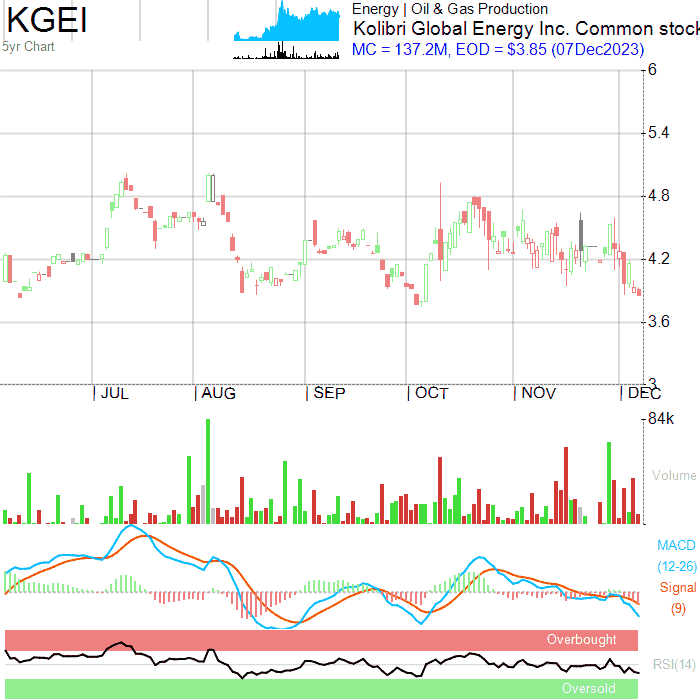 KGEI
5yr Chart
Energy | Oil & Gas Production
Kolibri Global Energy Inc. Common stock
MC = 137.2M, EOD = $3.85 (07Dec2023)
6
5.4
4.8
4.2
3.6
3
JUL AUG SEP OCT NOV DEC
84k
Volume
MACD
(12-26)
Signal
(9)
Overbought
RSI(14)
Oversold